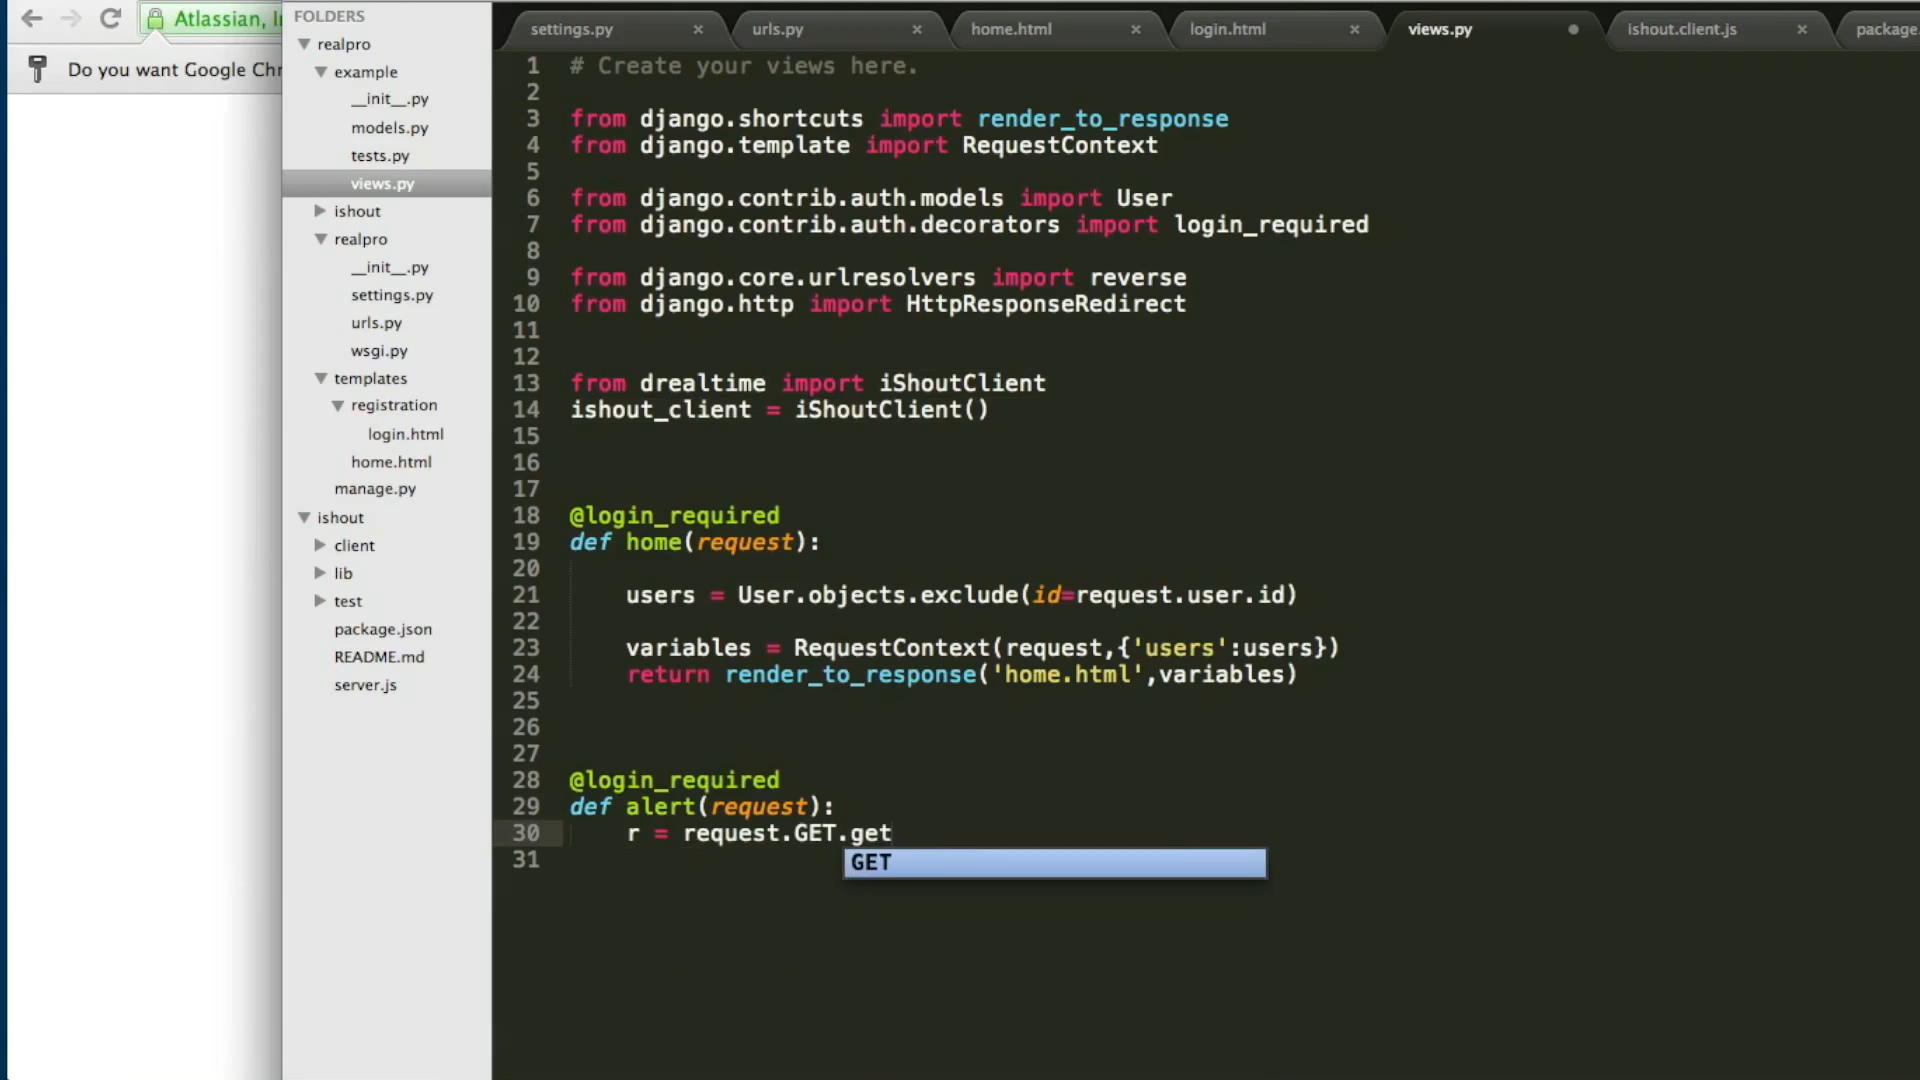 Atlassian, I
Do you want Google Chr
FOLDERS
realpro
example
__init__.py
models.py
tests.py
views.py
ishout
realpro
__init__.py
settings.py
urls.py
wsgi.py
templates
registration
login.html
home.html
manage.py
ishout
client
lib
test
package.json
README.md
server.js
settings.py
urls.py
home.html
login.html
views.py
ishout.client.js
package.
1 # Create your views here.
2
3 from django.shortcuts import render_to_response
4 from django.template import RequestContext
5
6 from django.contrib.auth.models import User
7 from django.contrib.auth.decorators import login_required
8
9 from django.core.urlresolvers import reverse
10 from django.http import HttpResponseRedirect
11
12
13 from drealtime import iShoutClient
14 ishout_client = iShoutClient()
15
16
17
18 @login_required
19 def home(request):
20
21 users = User.objects.exclude(id=request.user.id)
22
23 variables = RequestContext(request,{'users':users})
24 return render_to_response('home.html',variables)
25
26
27
28 @login_required
29 def alert(request):
30 r = request.GET.get
GET
31